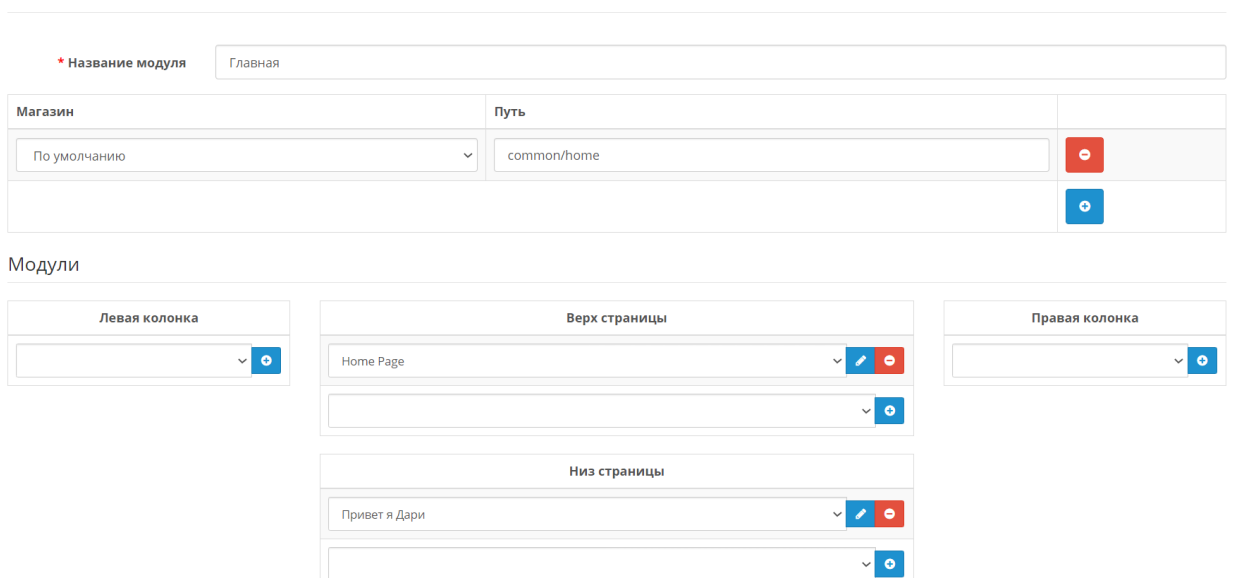 * Название модуля
Главная
Магазин
Путь
По умолчанию
common/home
Модули
Левая колонка
Верх страницы
Правая колонка
Home Page
Низ страницы
Привет я Дари